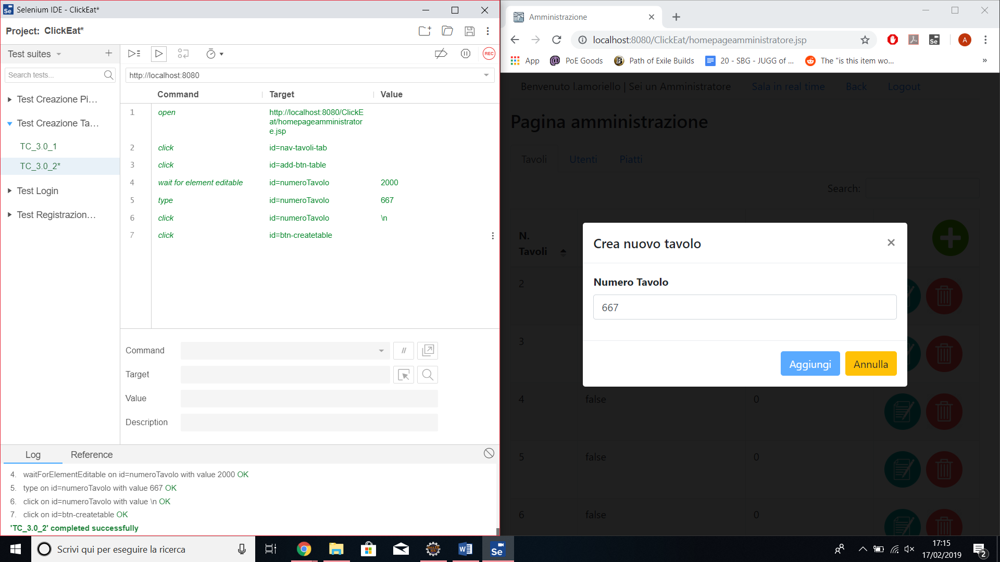 Selenium IDE - ClickEat*
Project: ClickEat*
Test suites
Search tests...
Test Creazione Pi...
Test Creazione Ta...
TC_3.0_1
TC_3.0_2*
Test Login
Test Registrazion...
REC
http://localhost:8080
Command Target Value
1 open http://localhost:8080/ClickE
at/homepageamministrator
e.jsp
2 click id=nav-tavoli-tab
3 click id=add-btn-table
4 wait for element editable id=numeroTavolo 2000
5 type id=numeroTavolo 667
6 click id=numeroTavolo \n
7 click id=btn-createtable
Command //
Target
Value
Description
Log Reference
4. waitForElementEditable on id=numeroTavolo with value 2000 OK
5. type on id=numeroTavolo with value 667 OK
6. click on id=numeroTavolo with value \n OK
7. click on id=btn-createtable OK
'TC_3.0_2' completed successfully
Amministrazione
localhost:8080/ClickEat/homepageamministratore.jsp
Se
A
App PoE Goods Path of Exile Builds 20 - SBG - JUGG of ... The "is this item wo... »
Benvenuto l.amoriello | Sei un Amministratore Sala in real time Back Logout
Pagina amministrazione
Tavoli Utenti Piatti
Search:
N.
Tavoli
2
3
4 false 0
5 false 0
6 false 0
Crea nuovo tavolo ×
Numero Tavolo
667
Aggiungi Annulla
Scrivi qui per eseguire la ricerca
Se
17:15
17/02/2019
2